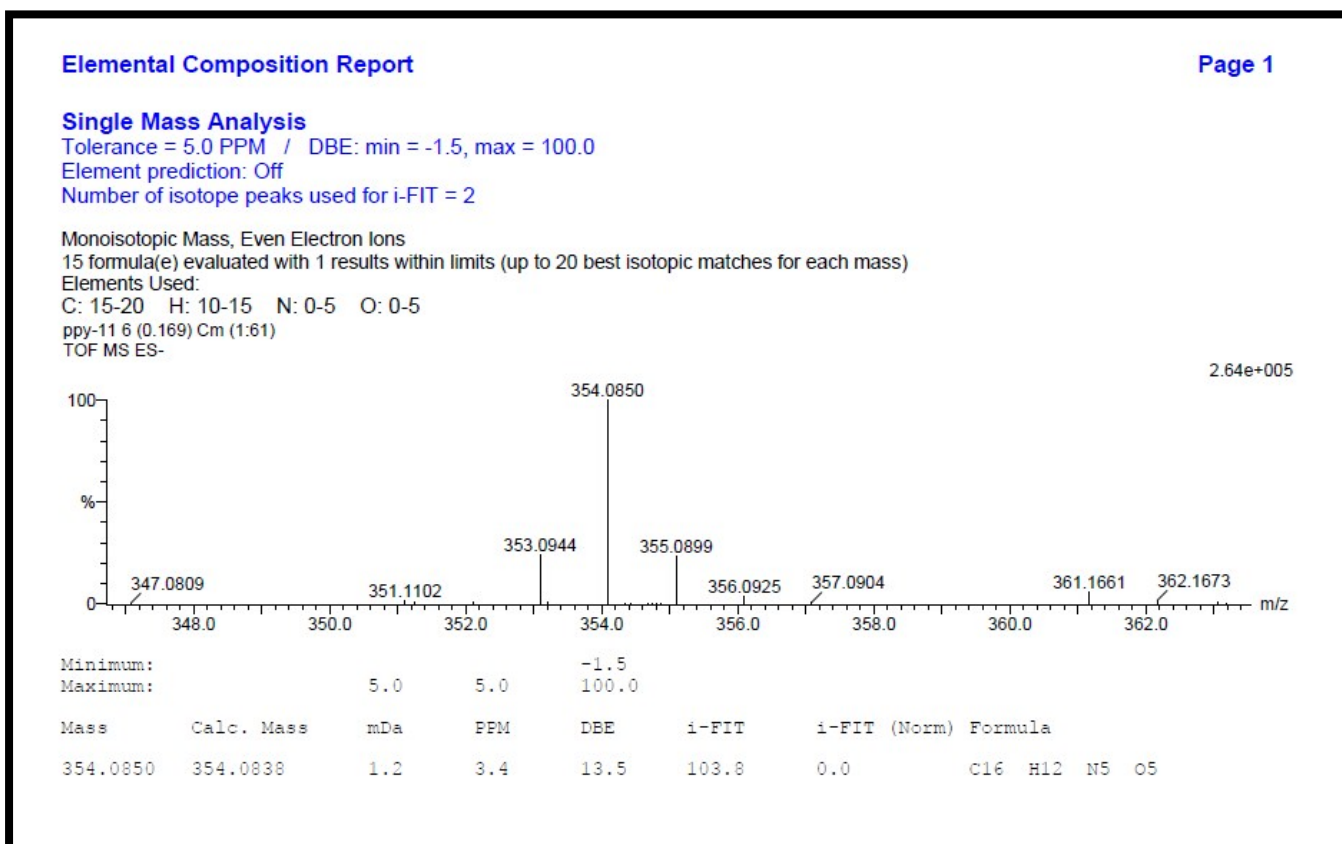 Elemental Composition Report Page 1
Single Mass Analysis
Tolerance = 5.0 PPM / DBE: min = -1.5, max = 100.0
Element prediction: Off
Number of isotope peaks used for i-FIT = 2
Monoisotopic Mass, Even Electron Ions
15 formula(e) evaluated with 1 results within limits (up to 20 best isotopic matches for each mass)
Elements Used:
C: 15-20 H: 10-15 N: 0-5 O: 0-5
ppy-11 6 (0.169) Cm (1:61)
TOF MS ES-
2.64e+005
100
354.0850
%
353.0944
355.0899
347.0809
351.1102
356.0925
357.0904
361.1661
362.1673
0
m/z
348.0 350.0 352.0 354.0 356.0 358.0 360.0 362.0
Minimum: -1.5
Maximum: 5.0 5.0 100.0
Mass Calc. Mass mDa PPM DBE i-FIT i-FIT (Norm) Formula
354.0850 354.0838 1.2 3.4 13.5 103.8 0.0 C16 H12 N5 O5